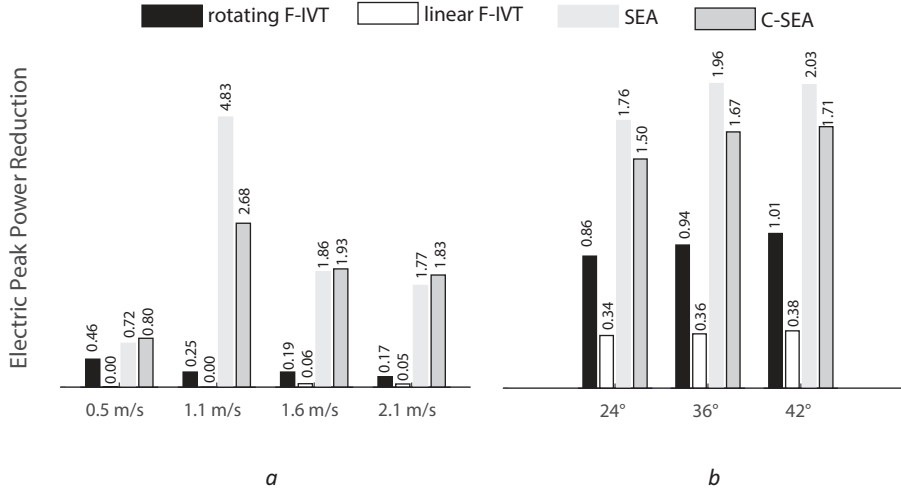 rotating F-IVT linear F-IVT SEA C-SEA
Electric Peak Power Reduction
0.46 0.00 0.72 0.80
0.25 0.00 4.83 2.68
0.19 0.06 1.86 1.93
0.17 0.05 1.77 1.83
0.5 m/s 1.1 m/s 1.6 m/s 2.1 m/s
a
0.86 0.34 1.76 1.50
0.94 0.36 1.96 1.67
1.01 0.38 2.03 1.71
24° 36° 42°
b